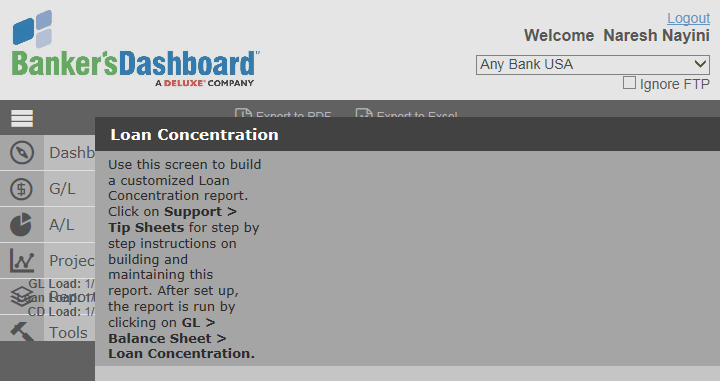 Logout
Welcome Naresh Nayini
Banker'sDashboard™
A DELUXE® COMPANY
Any Bank USA
Ignore FTP
Export to PDF Export to Excel
Loan Concentration
Dashb
G/L
A/L
Projec
GL Load: 1/
Loan Load: 1/
Report
CD Load: 1/
Tools
Use this screen to build
a customized Loan
Concentration report.
Click on Support >
Tip Sheets for step by
step instructions on
building and
maintaining this
report. After set up,
the report is run by
clicking on GL >
Balance Sheet >
Loan Concentration.